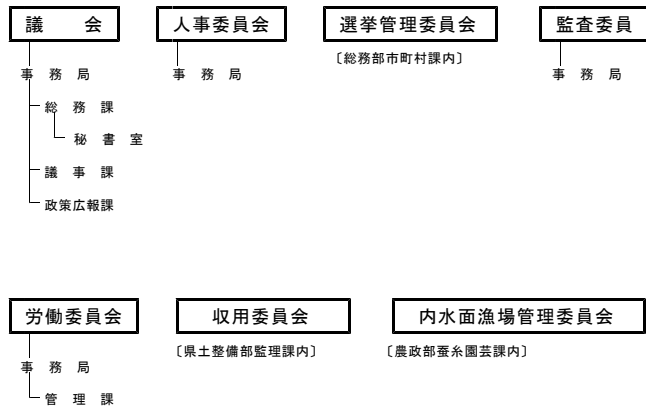 議　会
事　務　局
総　務　課
秘　書　室
議　事　課
政策広報課
人事委員会
事　務　局
選挙管理委員会
〔総務部市町村課内〕
監査委員
事　務　局
労働委員会
事　務　局
管　理　課
収用委員会
〔県土整備部監理課内〕
内水面漁場管理委員会
〔農政部蚕糸園芸課内〕